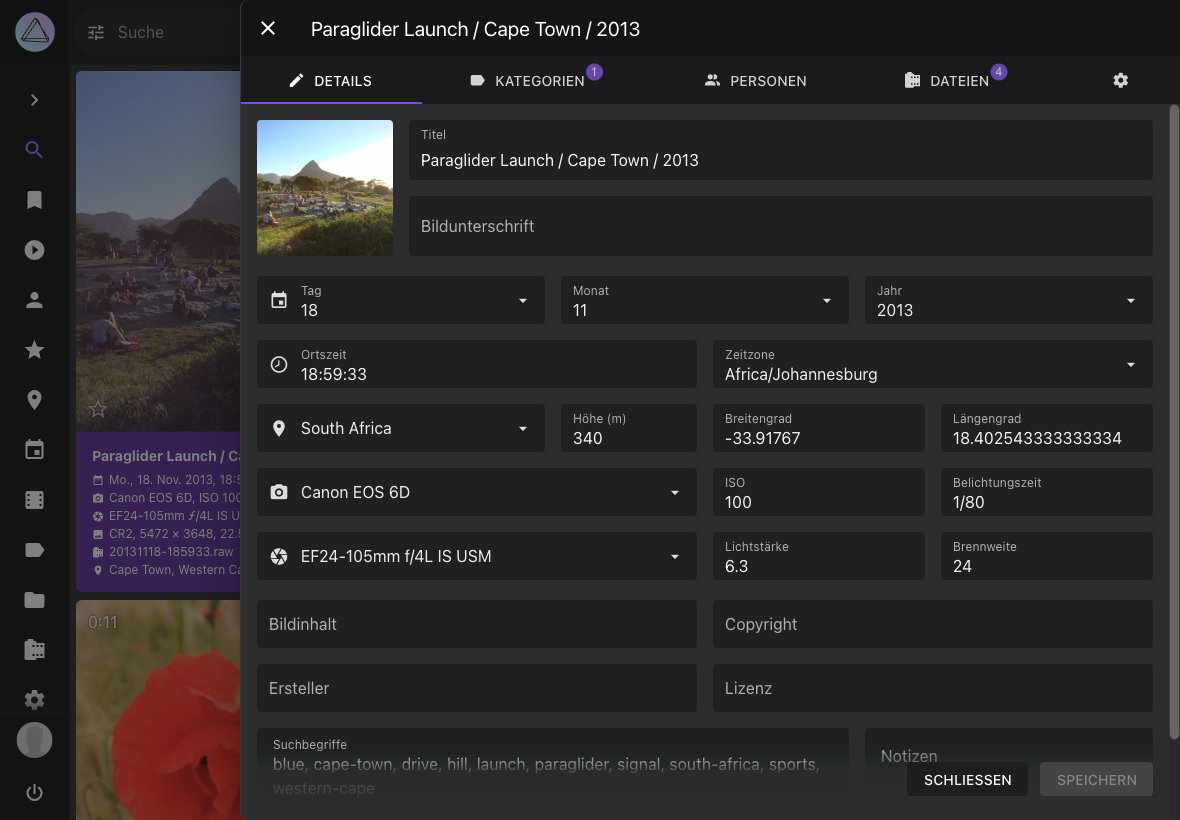 Suche
Paraglider Launch / Cape Town / 2013
DETAILS
KATEGORIEN
1
PERSONEN
DATEIEN
4
Titel
Paraglider Launch / Cape Town / 2013
Bildunterschrift
Tag
18
Monat
11
Jahr
2013
Ortszeit
18:59:33
Zeitzone
Africa/Johannesburg
South Africa
Höhe (m)
340
Breitengrad
-33.91767
Längengrad
18.402543333333334
Canon EOS 6D
ISO
100
Belichtungszeit
1/80
EF24-105mm f/4L IS USM
Lichtstärke
6.3
Brennweite
24
Bildinhalt
Copyright
Ersteller
Lizenz
Suchbegriffe
blue, cape-town, drive, hill, launch, paraglider, signal, south-africa, sports,
western-cape
Notizen
SCHLIESSEN
SPEICHERN
Paraglider Launch / C
Mo., 18. Nov. 2013, 18:5
Canon EOS 6D, ISO 100
EF24-105mm ƒ/4L IS U
CR2, 5472 × 3648, 22.
20131118-185933.raw
Cape Town, Western Ca
0:11